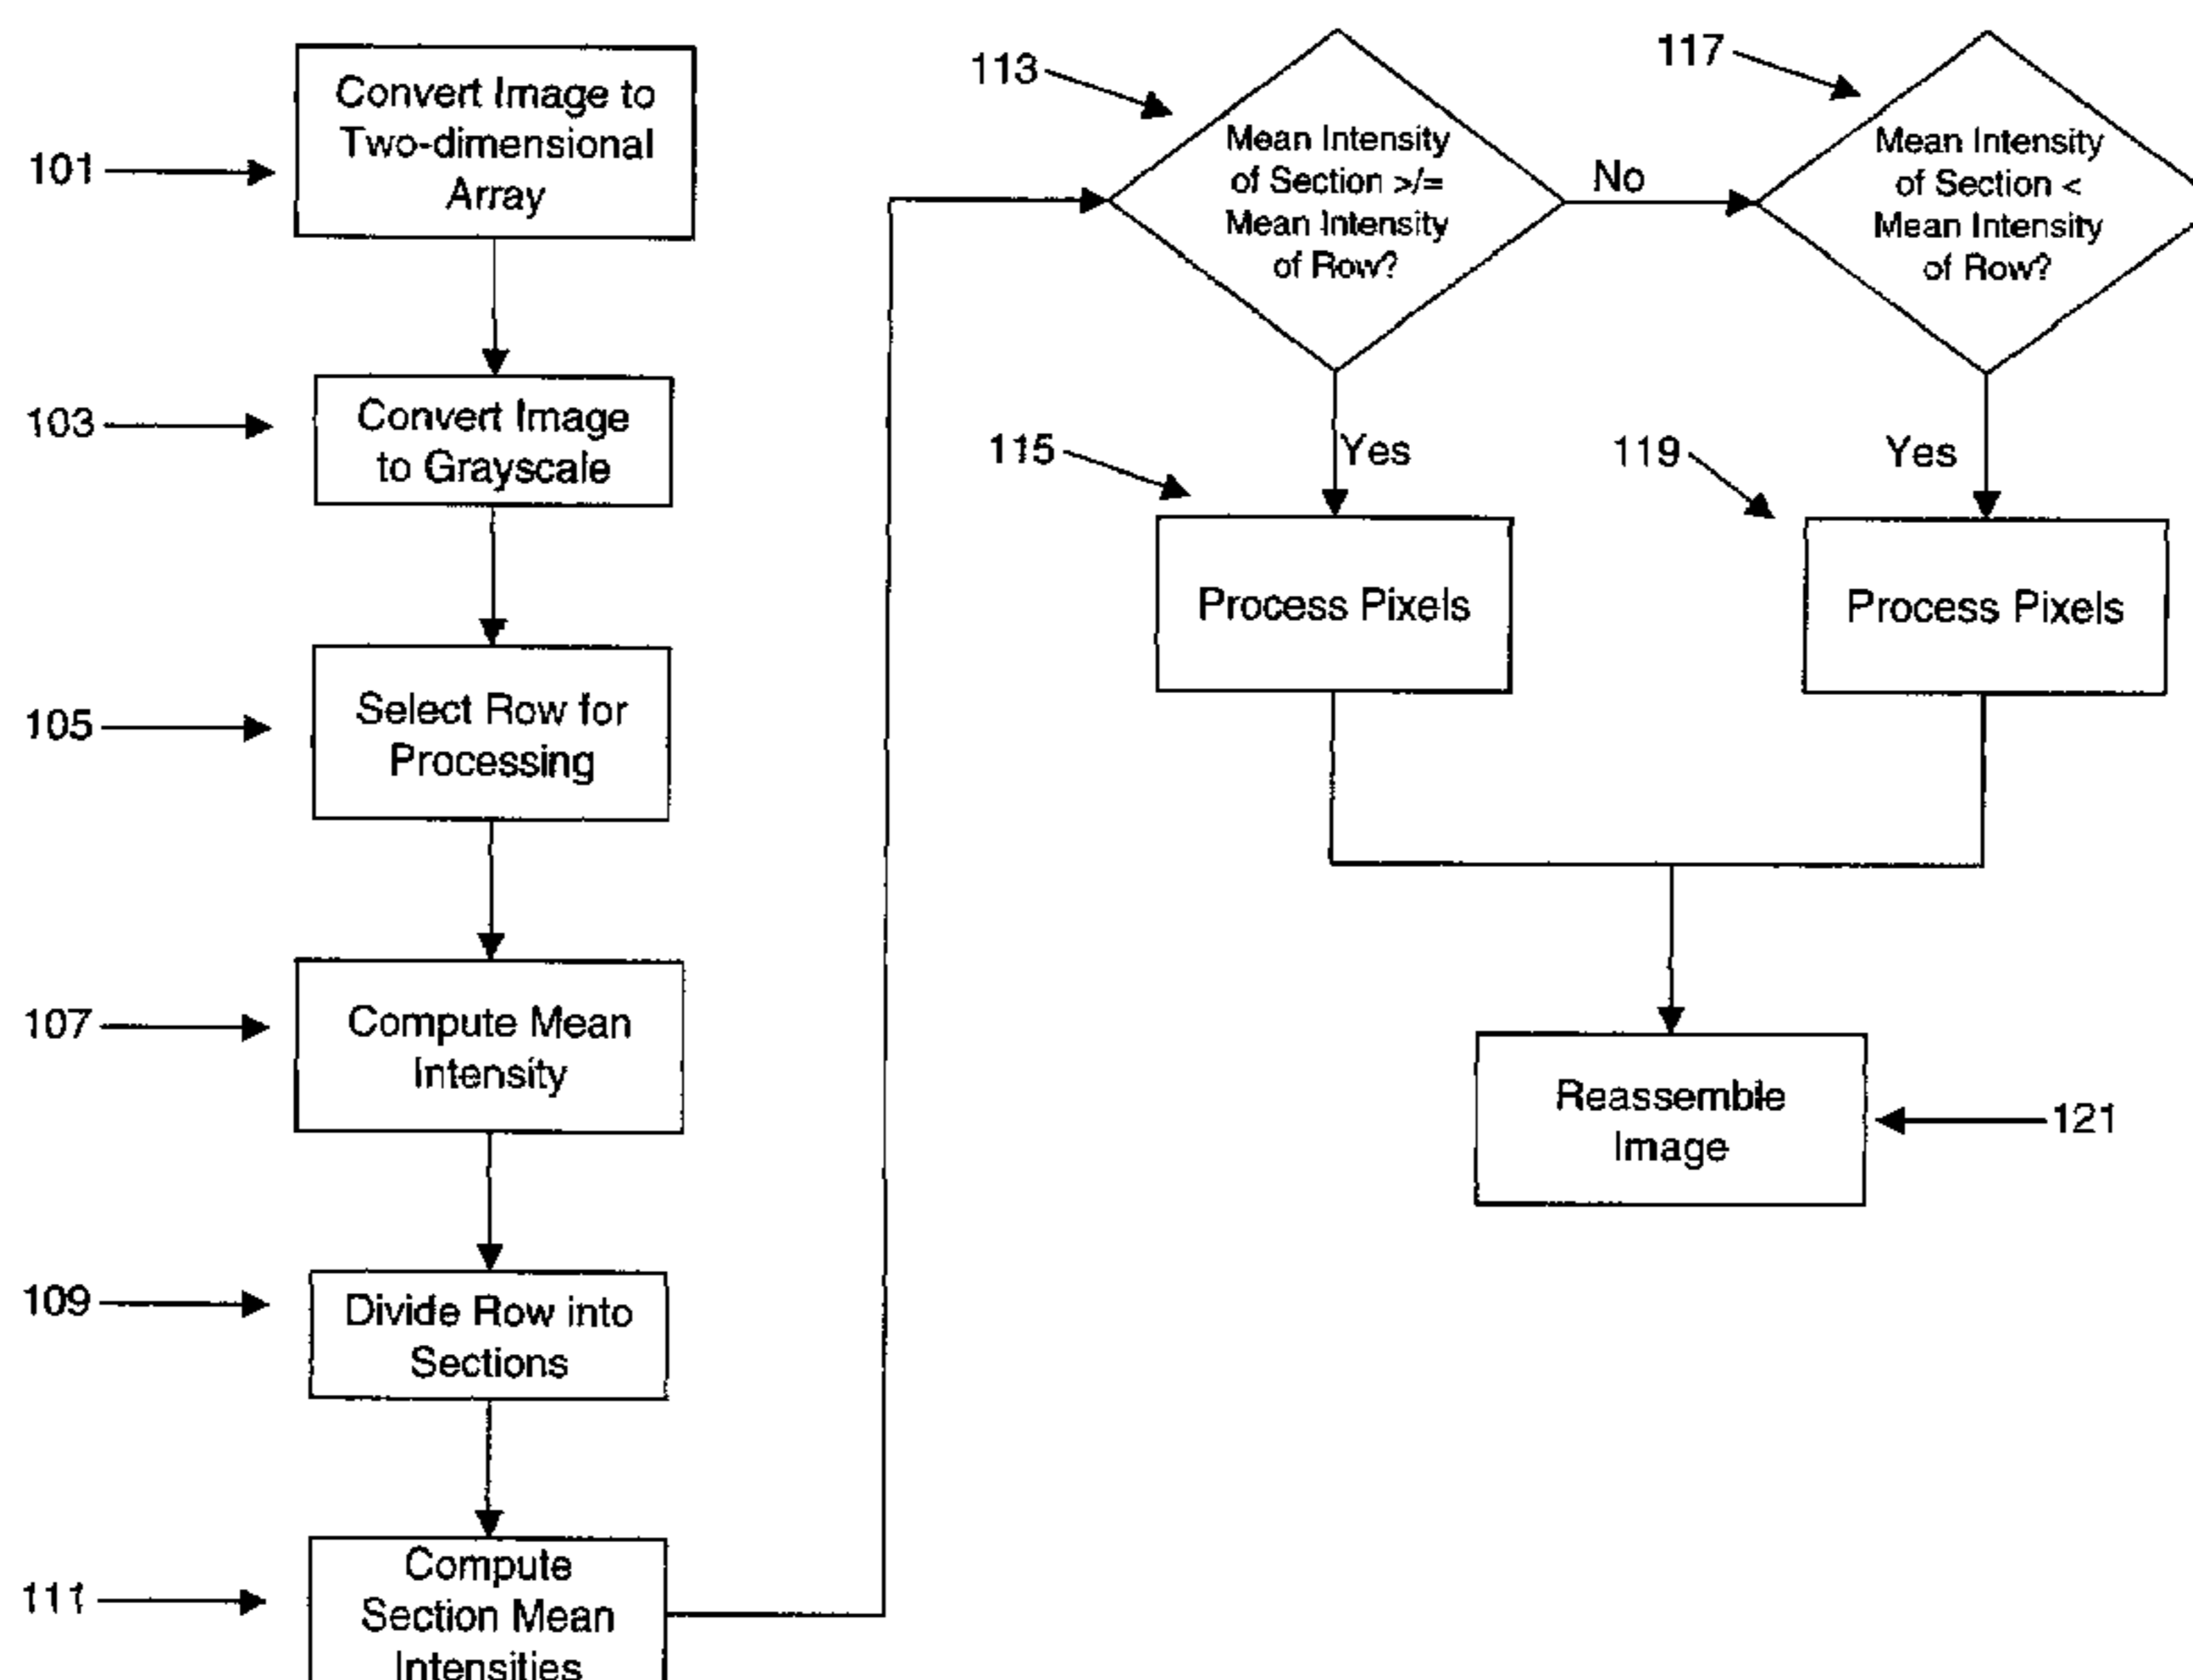 101
Convert Image to
Two-dimensional
Array
103
Convert Image
to Grayscale
105
Select Row for
Processing
107
Compute Mean
Intensity
109
Divide Row into
Sections
111
Compute
Section Mean
Intensities
113
Mean Intensity
of Section >/=
Mean Intensity
of Row?
No
Yes
115
Process Pixels
117
Mean Intensity
of Section <
Mean Intensity
of Row?
Yes
119
Process Pixels
Reassemble
Image
121